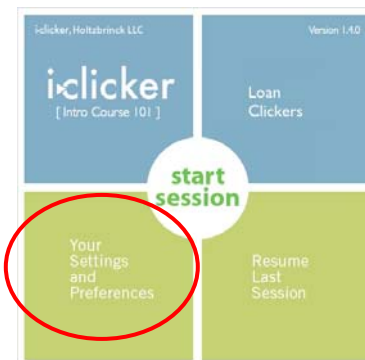 i-clicker, Holtzbrinck LLC
Version 1.4.0
i›clicker
[ Intro Course 101 ]
Loan
Clickers
start
session
Your
Settings
and
Preferences
Resume
Last
Session